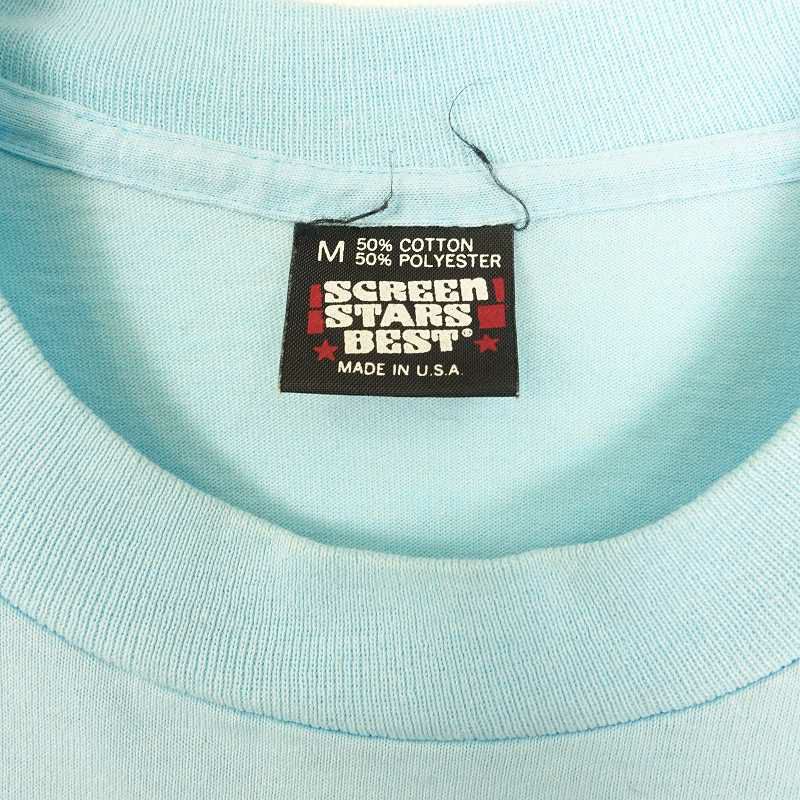 M 50% COTTON
50% POLYESTER
SCREEN
STARS
BEST®
MADE IN U.S.A.